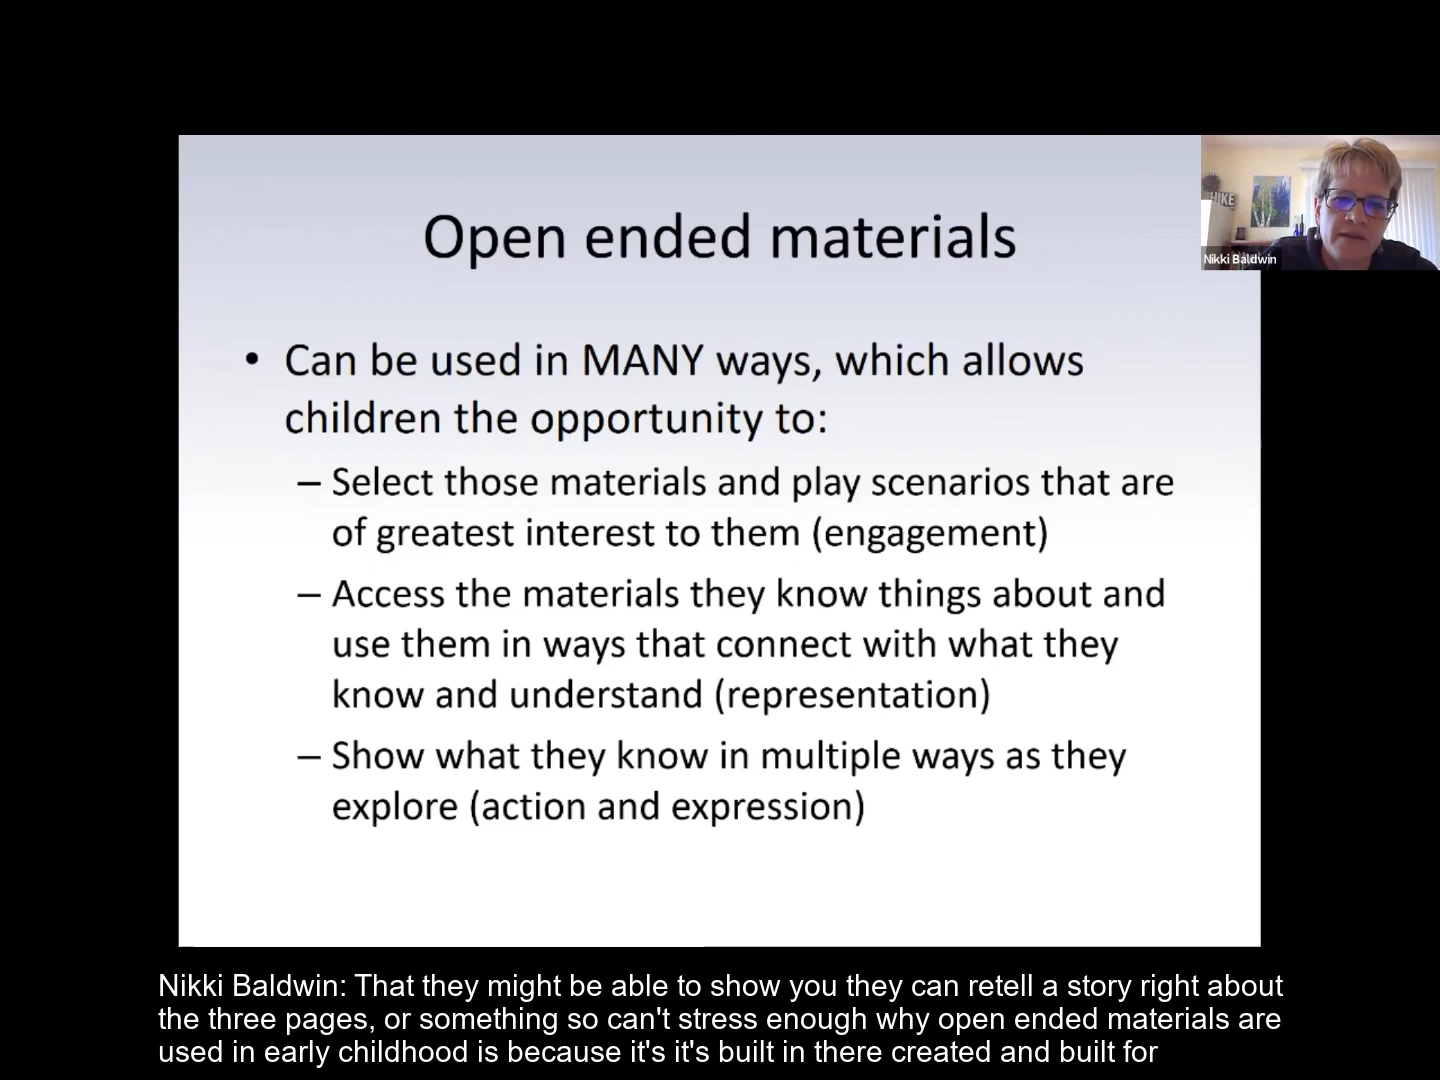 Open ended materials
HIKE
Nikki Baldwin
• Can be used in MANY ways, which allows
children the opportunity to:
– Select those materials and play scenarios that are
of greatest interest to them (engagement)
– Access the materials they know things about and
use them in ways that connect with what they
know and understand (representation)
– Show what they know in multiple ways as they
explore (action and expression)
Nikki Baldwin: That they might be able to show you they can retell a story right about
the three pages, or something so can't stress enough why open ended materials are
used in early childhood is because it's it's built in there created and built for